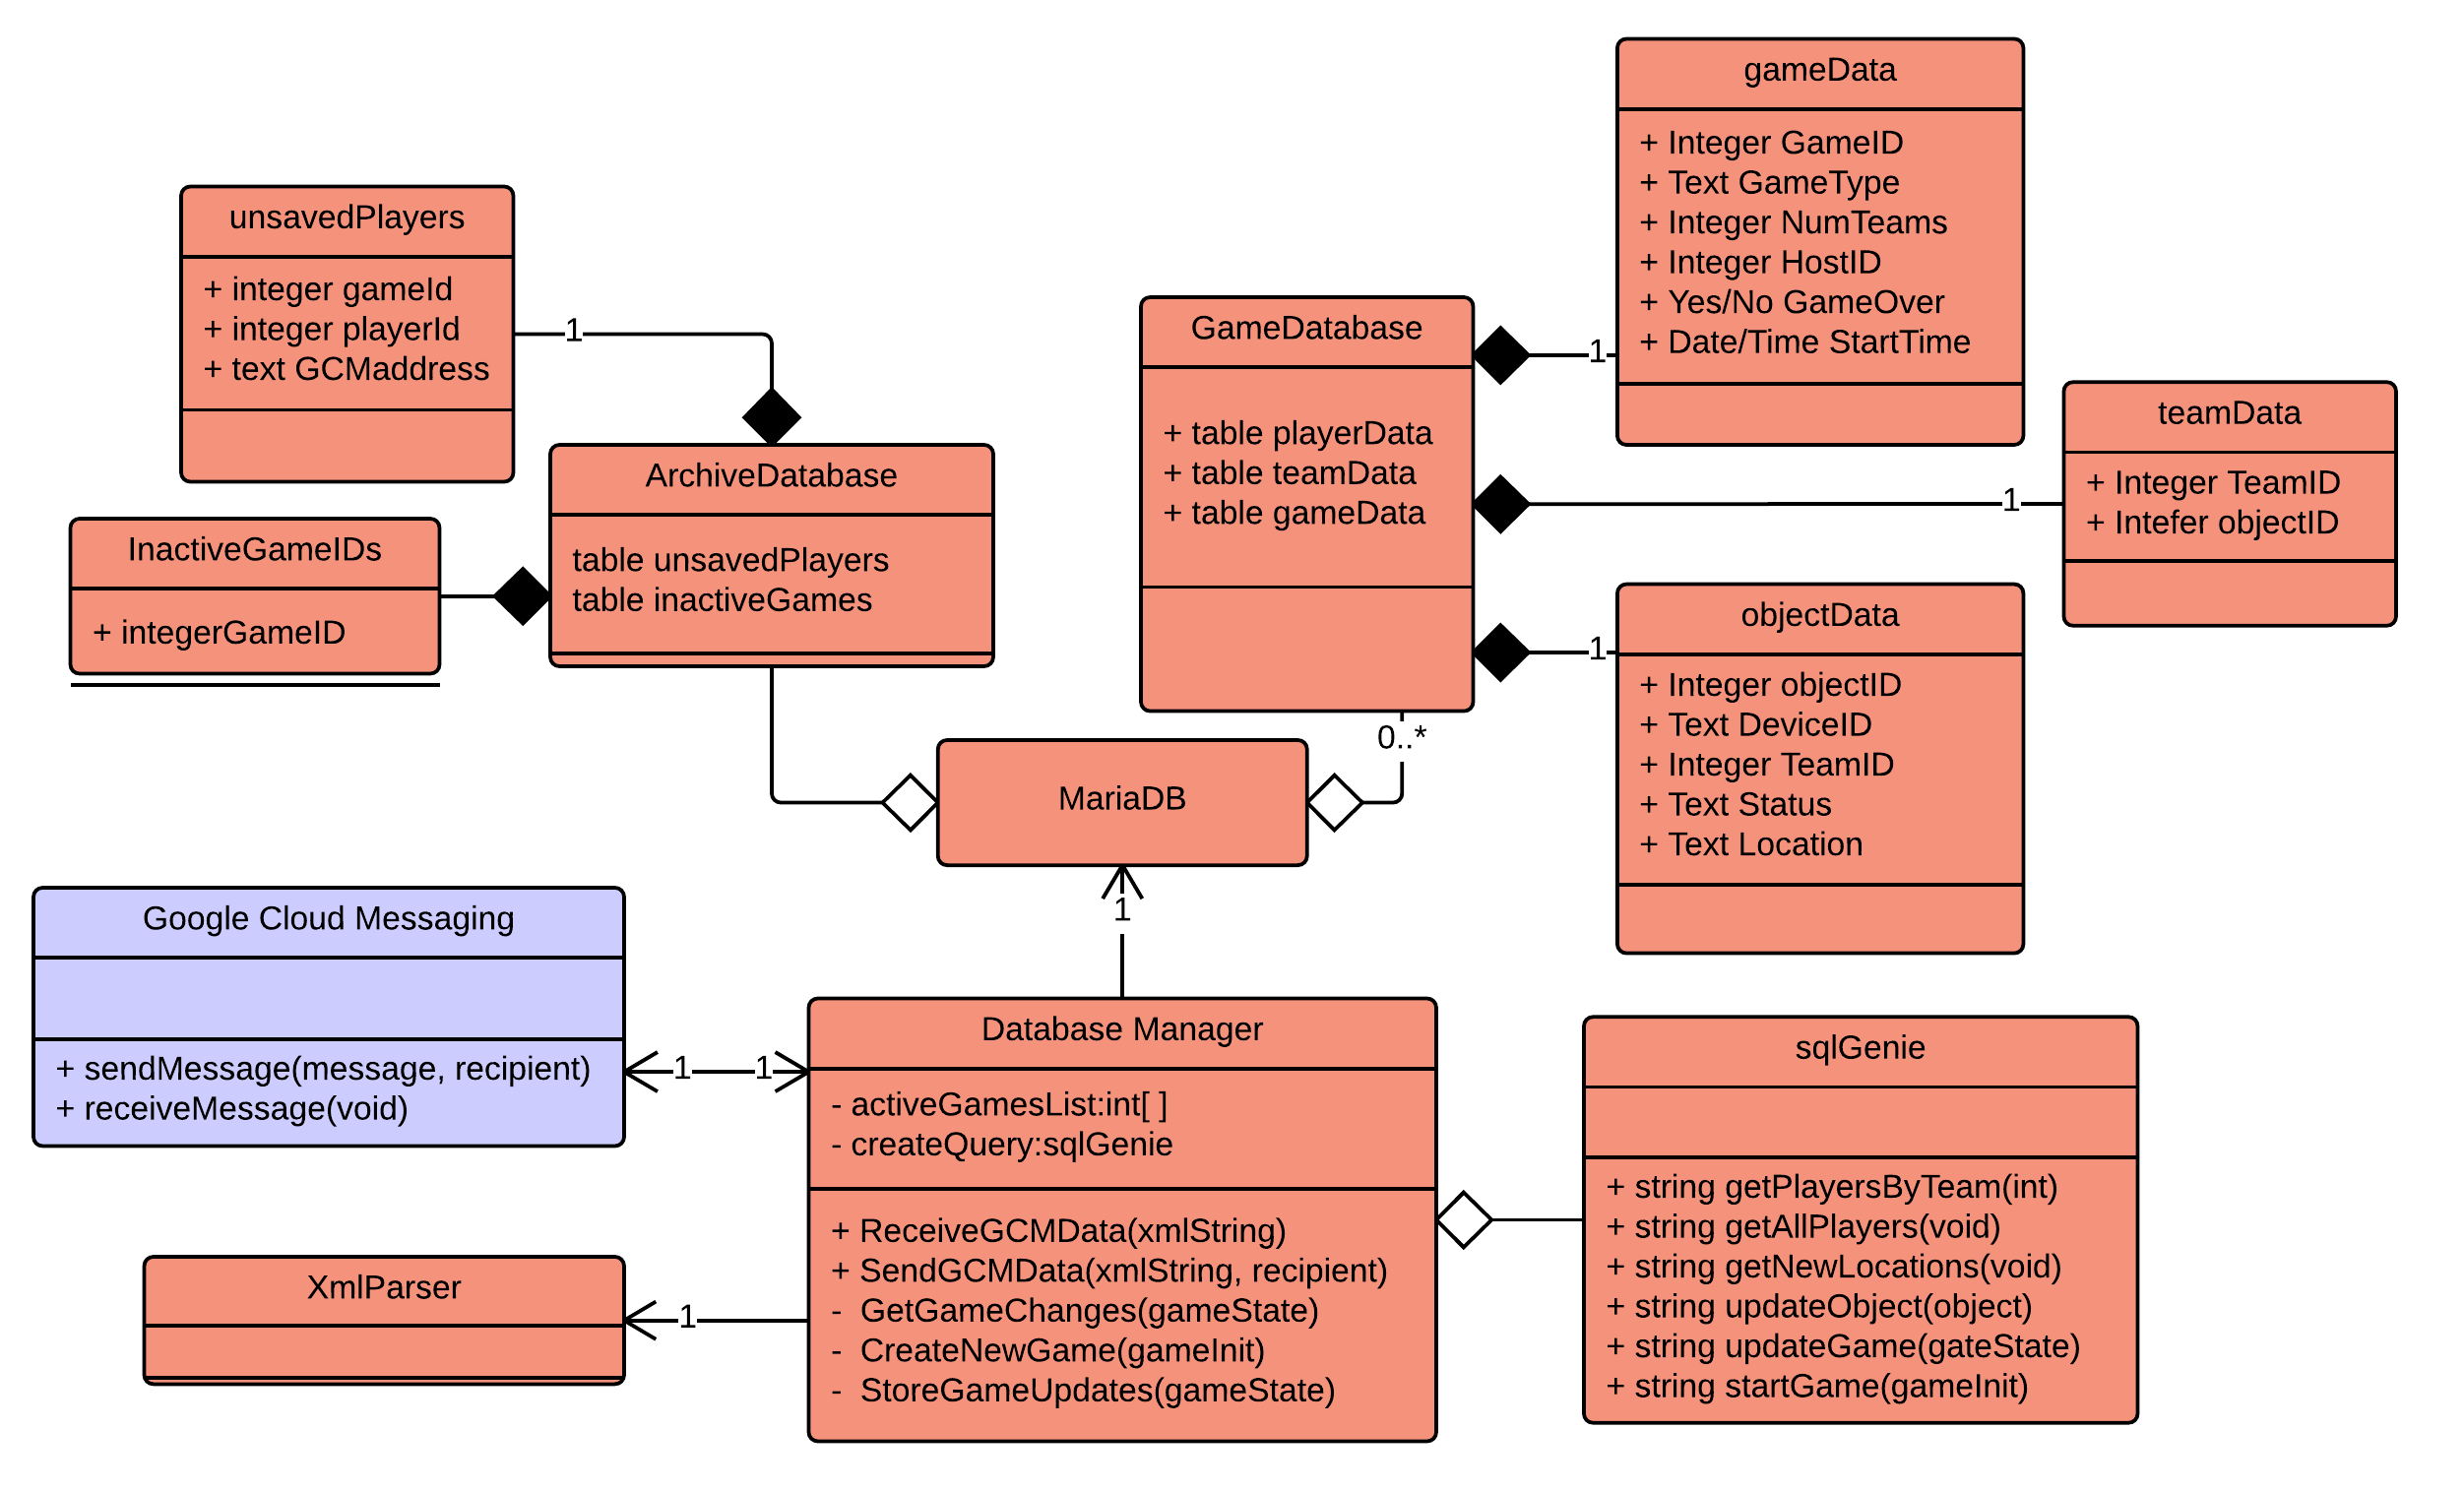 gameData
+ Integer GameID
+ Text GameType
+ Integer NumTeams
+ Integer HostID
+ Yes/No GameOver
+ Date/Time StartTime
unsavedPlayers
+ integer gameId
+ integer playerId
+ text GCMaddress
1
GameDatabase
+ table playerData
+ table teamData
+ table gameData
1
teamData
+ Integer TeamID
+ Intefer objectID
1
ArchiveDatabase
table unsavedPlayers
table inactiveGames
InactiveGameIDs
+ integerGameID
objectData
+ Integer objectID
+ Text DeviceID
+ Integer TeamID
+ Text Status
+ Text Location
1
0..*
MariaDB
1
Google Cloud Messaging
+ sendMessage(message, recipient)
+ receiveMessage(void)
1
1
Database Manager
- activeGamesList:int[ ]
- createQuery:sqlGenie
+ ReceiveGCMData(xmlString)
+ SendGCMData(xmlString, recipient)
- GetGameChanges(gameState)
- CreateNewGame(gameInit)
- StoreGameUpdates(gameState)
sqlGenie
+ string getPlayersByTeam(int)
+ string getAllPlayers(void)
+ string getNewLocations(void)
+ string updateObject(object)
+ string updateGame(gateState)
+ string startGame(gameInit)
XmlParser
1